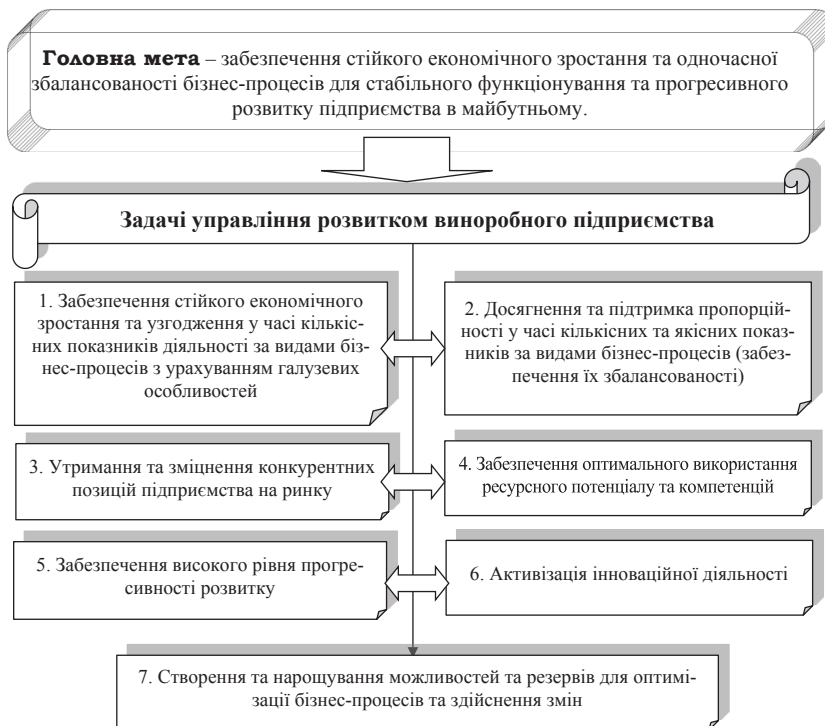 Головна мета – забезпечення стійкого економічного зростання та одночасної
збалансованості бізнес-процесів для стабільного функціонування та прогресивного
розвитку підприємства в майбутньому.
Задачі управління розвитком виноробного підприємства
1. Забезпечення стійкого економічного
зростання та узгодження у часі кількіс-
них показників діяльності за видами біз-
нес-процесів з урахуванням галузевих
особливостей
2. Досягнення та підтримка пропорцій-
ності у часі кількісних та якісних показ-
ників за видами бізнес-процесів (забез-
печення їх збалансованості)
3. Утримання та зміцнення конкурентних
позицій підприємства на ринку
4. Забезпечення оптимального використання
ресурсного потенціалу та компетенцій
5. Забезпечення високого рівня прогре-
сивності розвитку
6. Активізація інноваційної діяльності
7. Створення та нарощування можливостей та резервів для оптимі-
зації бізнес-процесів та здійснення змін